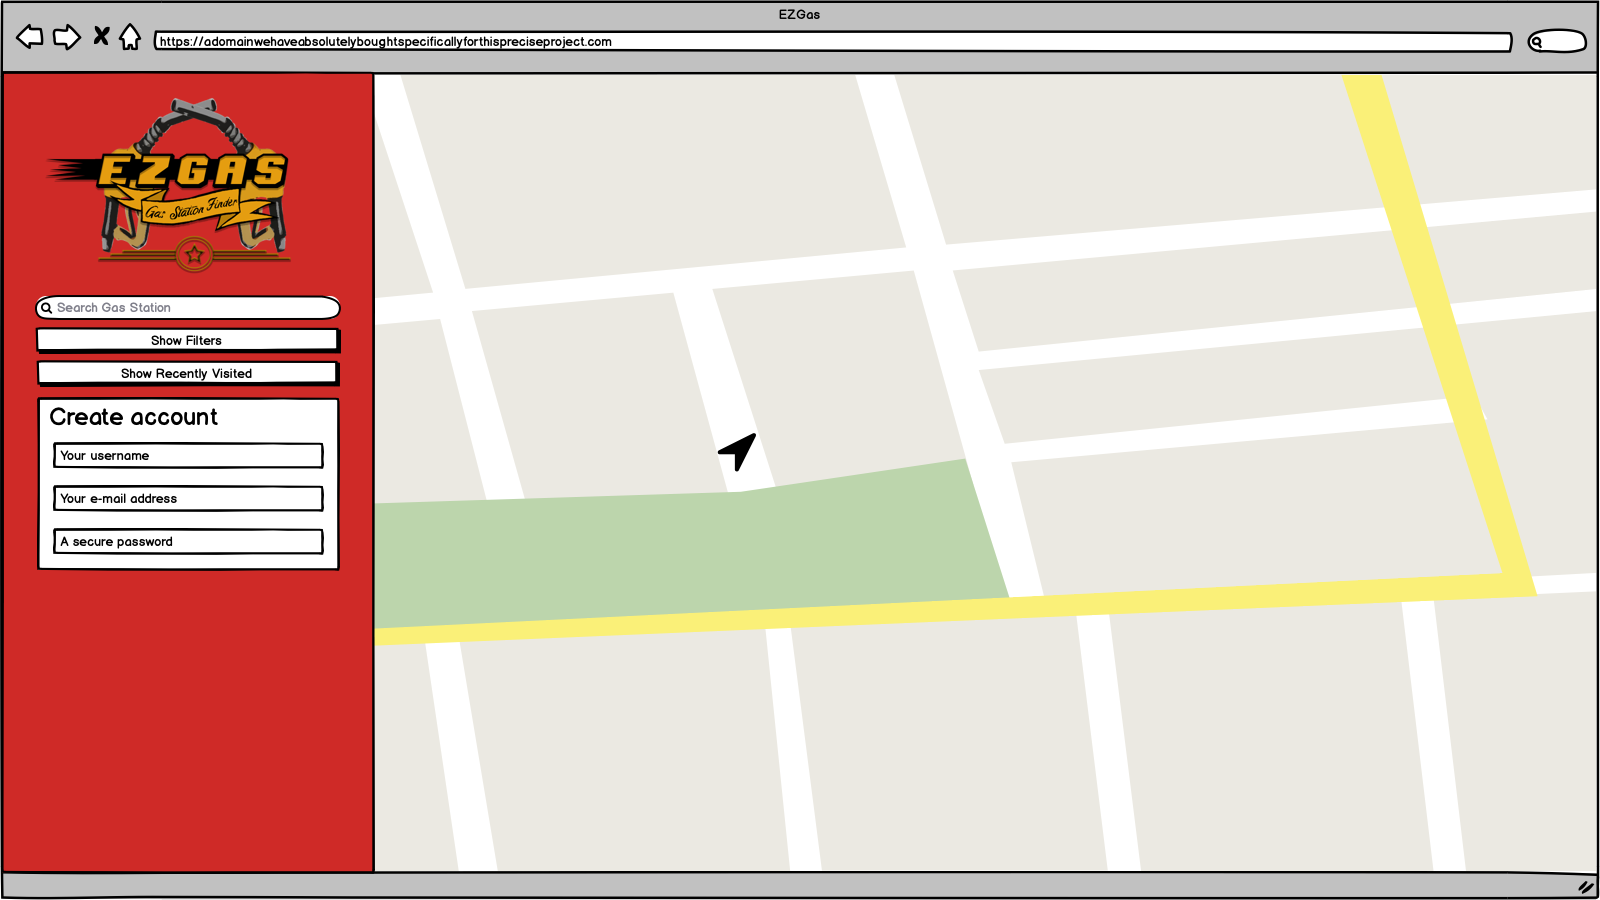 EZGas
https://adomainwehaveabsolutelyboughtspecificallyforthispreciseproject.com
EZGAS
Gas Station Finder
Search Gas Station
Show Filters
Show Recently Visited
Create account
Your username
Your e-mail address
A secure password